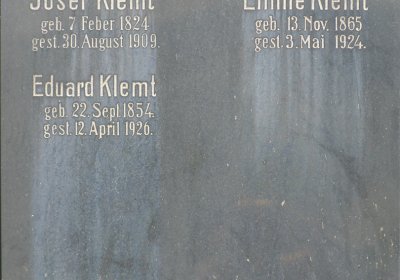 Josef Klemt
geb. 7 Feber 1824
gest. 30. August 1909.
Emilie Klemt
geb. 13. Nov. 1865
gest. 3. Mai 1924.
Eduard Klemt
geb. 22. Sept. 1854.
gest. 12. April 1926.